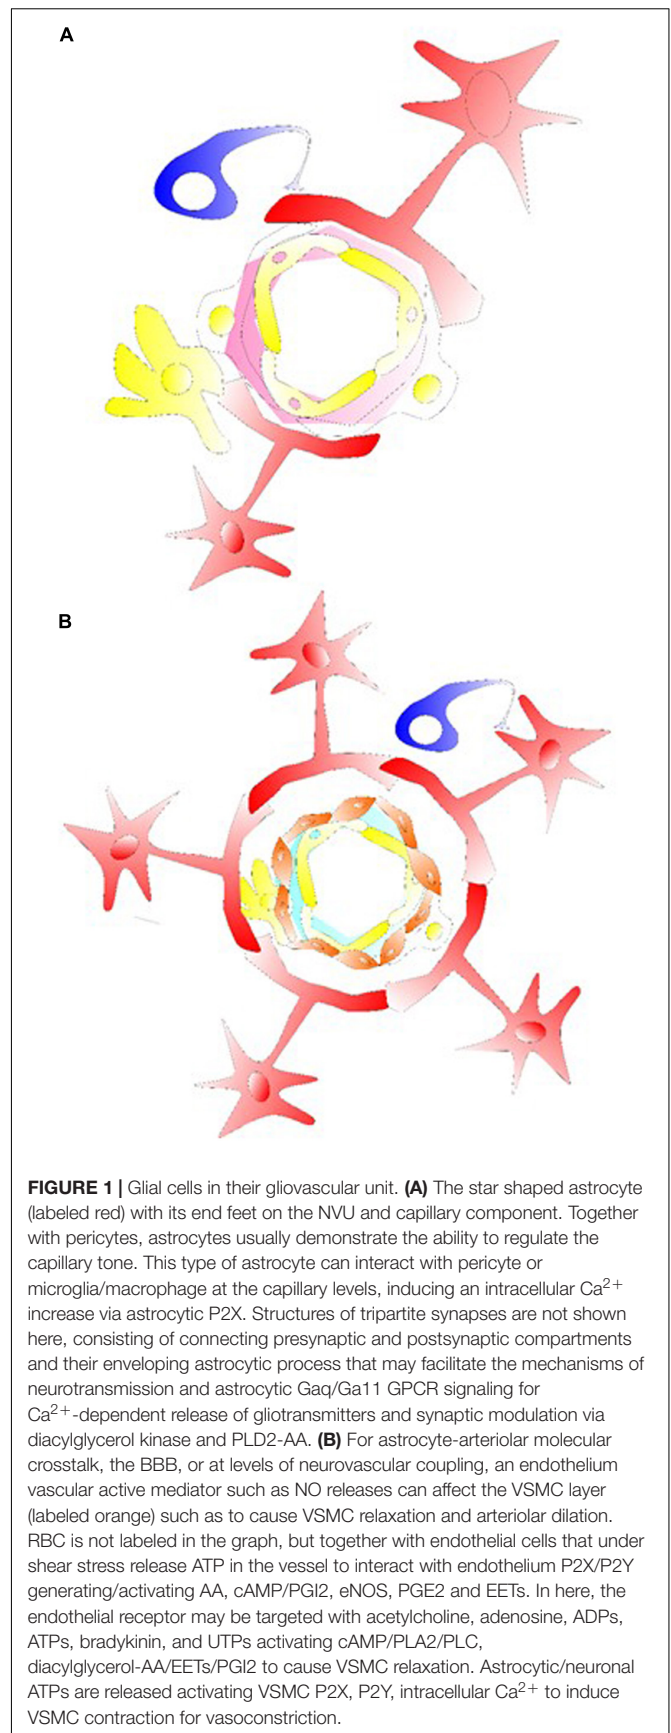 A
B
FIGURE 1 | Glial cells in their gliovascular unit. (A) The star shaped astrocyte
(labeled red) with its end feet on the NVU and capillary component. Together
with pericytes, astrocytes usually demonstrate the ability to regulate the
capillary tone. This type of astrocyte can interact with pericyte or
microglia/macrophage at the capillary levels, inducing an intracellular Ca²⁺
increase via astrocytic P2X. Structures of tripartite synapses are not shown
here, consisting of connecting presynaptic and postsynaptic compartments
and their enveloping astrocytic process that may facilitate the mechanisms of
neurotransmission and astrocytic Gaq/Ga11 GPCR signaling for
Ca²⁺-dependent release of gliotransmitters and synaptic modulation via
diacylglycerol kinase and PLD2-AA. (B) For astrocyte-arteriolar molecular
crosstalk, the BBB, or at levels of neurovascular coupling, an endothelium
vascular active mediator such as NO releases can affect the VSMC layer
(labeled orange) such as to cause VSMC relaxation and arteriolar dilation.
RBC is not labeled in the graph, but together with endothelial cells that under
shear stress release ATP in the vessel to interact with endothelium P2X/P2Y
generating/activating AA, cAMP/PGI2, eNOS, PGE2 and EETs. In here, the
endothelial receptor may be targeted with acetylcholine, adenosine, ADPs,
ATPs, bradykinin, and UTPs activating cAMP/PLA2/PLC,
diacylglycerol-AA/EETs/PGI2 to cause VSMC relaxation. Astrocytic/neuronal
ATPs are released activating VSMC P2X, P2Y, intracellular Ca²⁺ to induce
VSMC contraction for vasoconstriction.